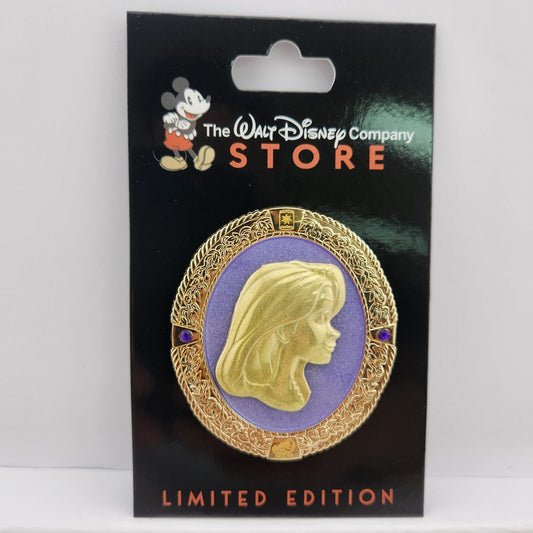 The WALT DISNEY Company
STORE
LIMITED EDITION